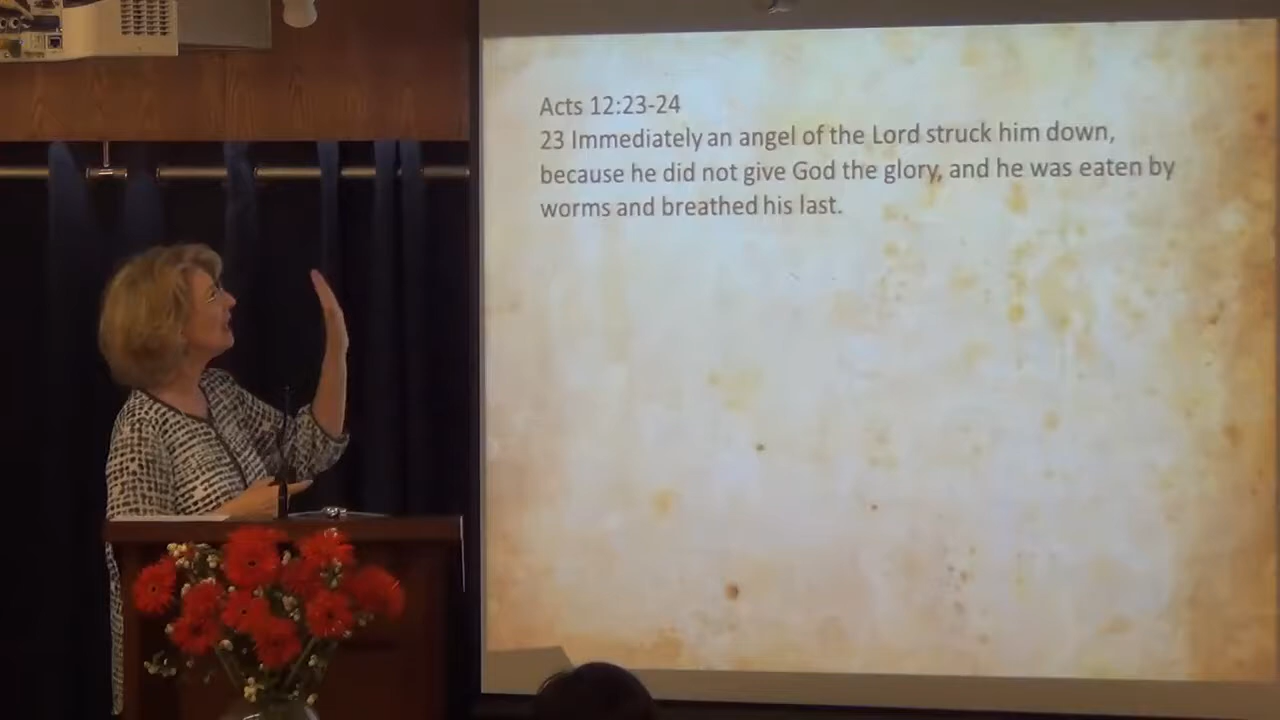 Acts 12:23-24
23 Immediately an angel of the Lord struck him down,
because he did not give God the glory, and he was eaten by
worms and breathed his last.